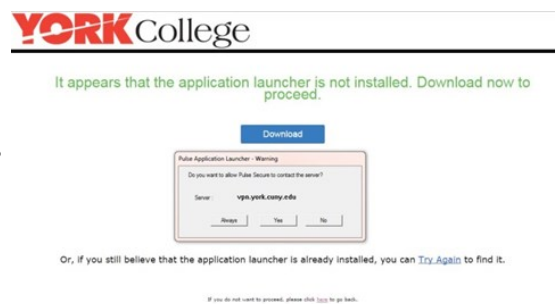 YORK College
It appears that the application launcher is not installed. Download now to
proceed.
Download
Pulse Application Launcher - Warning
Do you want to allow Pulse Secure to contact the server?
Server : vpn.york.cuny.edu
Always Yes No
Or, if you still believe that the application launcher is already installed, you can Try Again to find it.
If you do not want to proceed, please click here to go back.